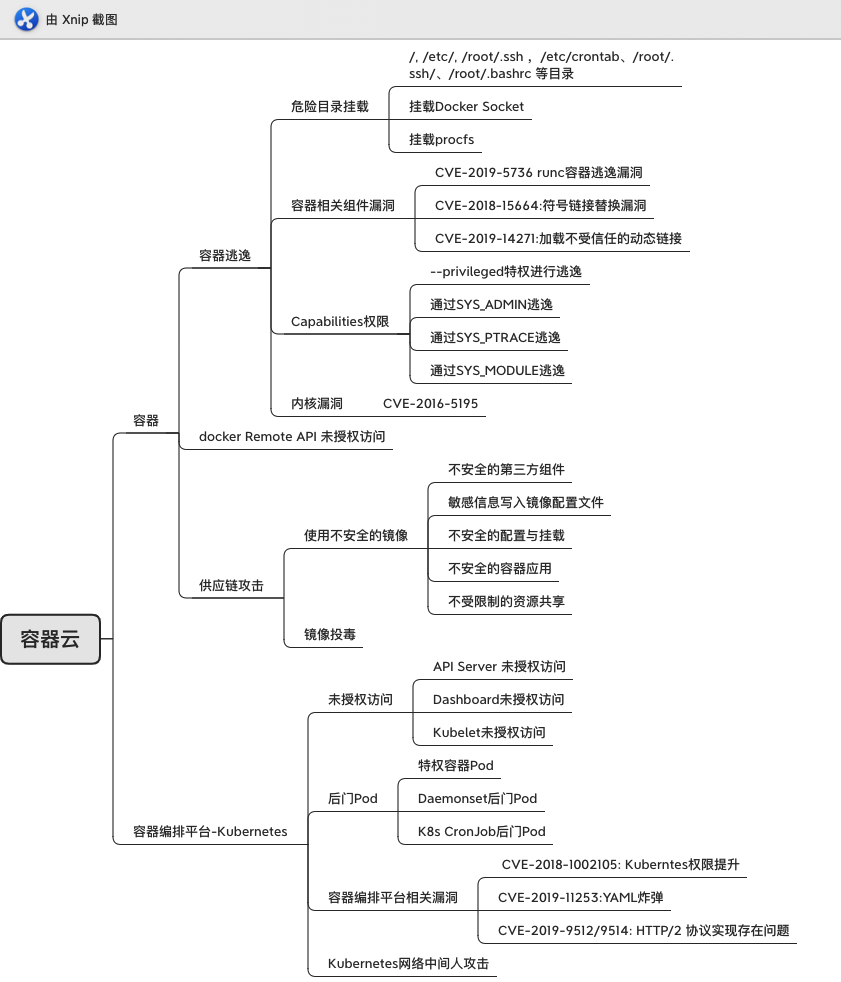 由 Xnip 截图
/, /etc/, /root/.ssh ，/etc/crontab、/root/.
ssh/、/root/.bashrc 等目录
危险目录挂载
挂载Docker Socket
挂载procfs
CVE-2019-5736 runc容器逃逸漏洞
容器相关组件漏洞
CVE-2018-15664:符号链接替换漏洞
CVE-2019-14271:加载不受信任的动态链接
容器逃逸
--privileged特权进行逃逸
通过SYS_ADMIN逃逸
Capabilities权限
通过SYS_PTRACE逃逸
通过SYS_MODULE逃逸
内核漏洞
CVE-2016-5195
容器
docker Remote API 未授权访问
不安全的第三方组件
敏感信息写入镜像配置文件
使用不安全的镜像
不安全的配置与挂载
不安全的容器应用
供应链攻击
不受限制的资源共享
镜像投毒
容器云
API Server 未授权访问
未授权访问
Dashboard未授权访问
Kubelet未授权访问
特权容器Pod
后门Pod
Daemonset后门Pod
容器编排平台-Kubernetes
K8s CronJob后门Pod
CVE-2018-1002105: Kuberntes权限提升
容器编排平台相关漏洞
CVE-2019-11253:YAML炸弹
CVE-2019-9512/9514: HTTP/2 协议实现存在问题
Kubernetes网络中间人攻击